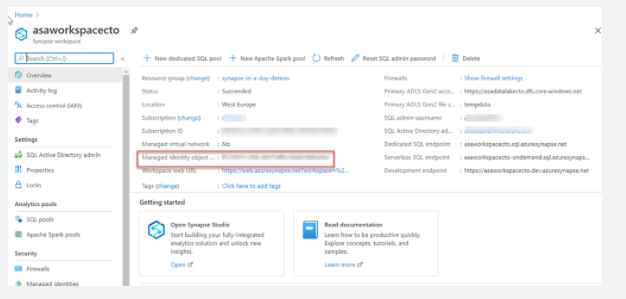 Home >
asaworkspacecto
Synapse workspace
Search (Ctrl+/)
Overview
Activity log
Access control (IAM)
Tags
Settings
SQL Active Directory admin
Properties
Locks
Analytics pools
SQL pools
Apache Spark pools
Security
Firewalls
Managed identities
+ New dedicated SQL pool + New Apache Spark pool Refresh Reset SQL admin password Delete
Resource group (change) : synapse-in-a-day-demos
Status : Succeeded
Location : West Europe
Subscription (change) :
Subscription ID :
Managed virtual network : No
Managed identity object ... :
Workspace web URL : https://web.azuresynapse.net?workspace=%2...
Tags (change) : Click here to add tags
Firewalls : Show firewall settings
Primary ADLS Gen2 acco... : https://asadatalakecto.dfs.core.windows.net
Primary ADLS Gen2 file s... : tempdata
SQL admin username :
SQL Active Directory ad... :
Dedicated SQL endpoint : asaworkspacecto.sql.azuresynapse.net
Serverless SQL endpoint : asaworkspacecto-ondemand.sql.azuresynaps...
Development endpoint : https://asaworkspacecto.dev.azuresynapse.net
Getting started
Open Synapse Studio
Start building your fully-integrated
analytics solution and unlock new
insights.
Open
Read documentation
Learn how to be productive quickly.
Explore concepts, tutorials, and
samples.
Learn more